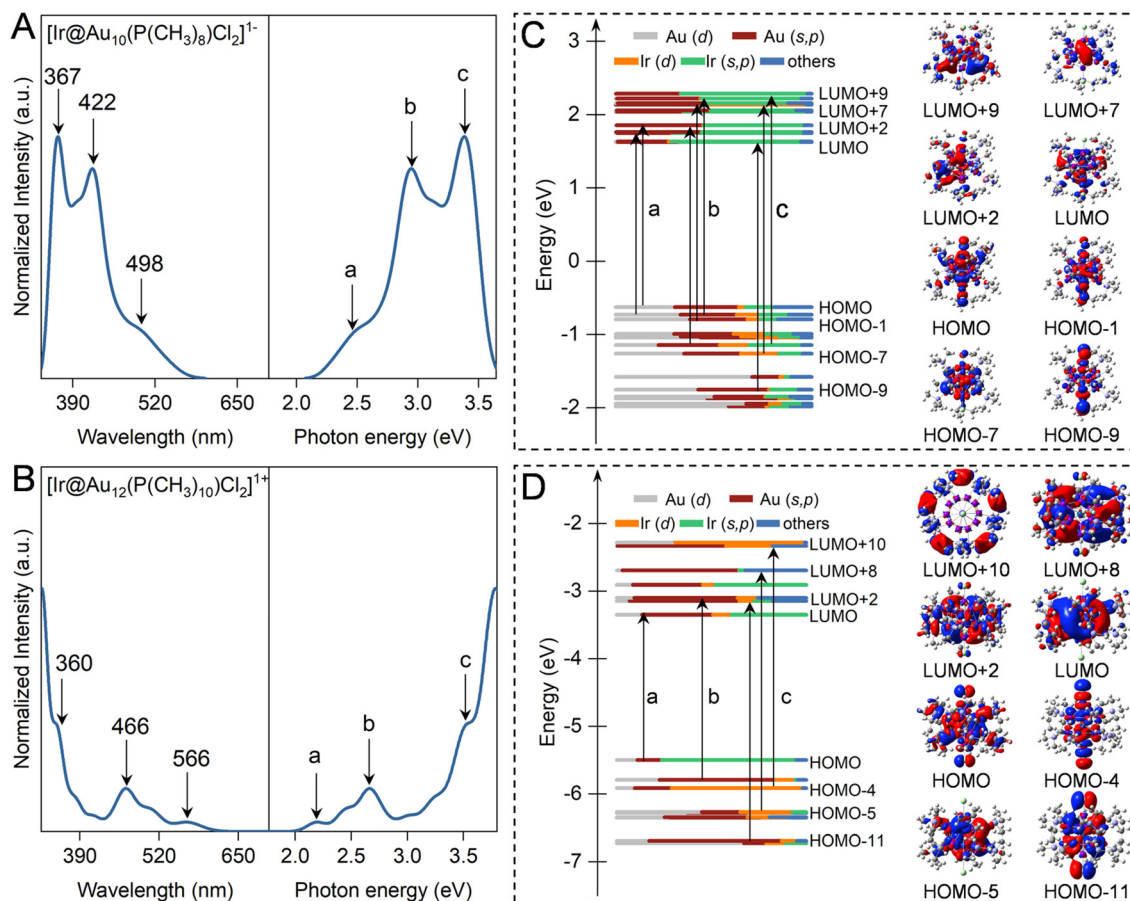 A
[Ir@Au10(P(CH3)8)Cl2]1-
367
422
498
a
b
c
Normalized Intensity (a.u.)
390 520 650
2.0 2.5 3.0 3.5
Wavelength (nm)
Photon energy (eV)
B
[Ir@Au12(P(CH3)10)Cl2]1+
360
466
566
a
b
c
Normalized Intensity (a.u.)
390 520 650
2.0 2.5 3.0 3.5
Wavelength (nm)
Photon energy (eV)
C
Au (d) Au (s,p)
Ir (d) Ir (s,p) others
Energy (eV)
3
2
1
0
-1
-2
LUMO+9
LUMO+7
LUMO+2
LUMO
a
b
c
HOMO
HOMO-1
HOMO-7
HOMO-9
LUMO+9 LUMO+7
LUMO+2 LUMO
HOMO HOMO-1
HOMO-7 HOMO-9
D
Au (d) Au (s,p)
Ir (d) Ir (s,p) others
Energy (eV)
-2
-3
-4
-5
-6
-7
LUMO+10
LUMO+8
LUMO+2
LUMO
a
b
c
HOMO
HOMO-4
HOMO-5
HOMO-11
LUMO+10 LUMO+8
LUMO+2 LUMO
HOMO HOMO-4
HOMO-5 HOMO-11